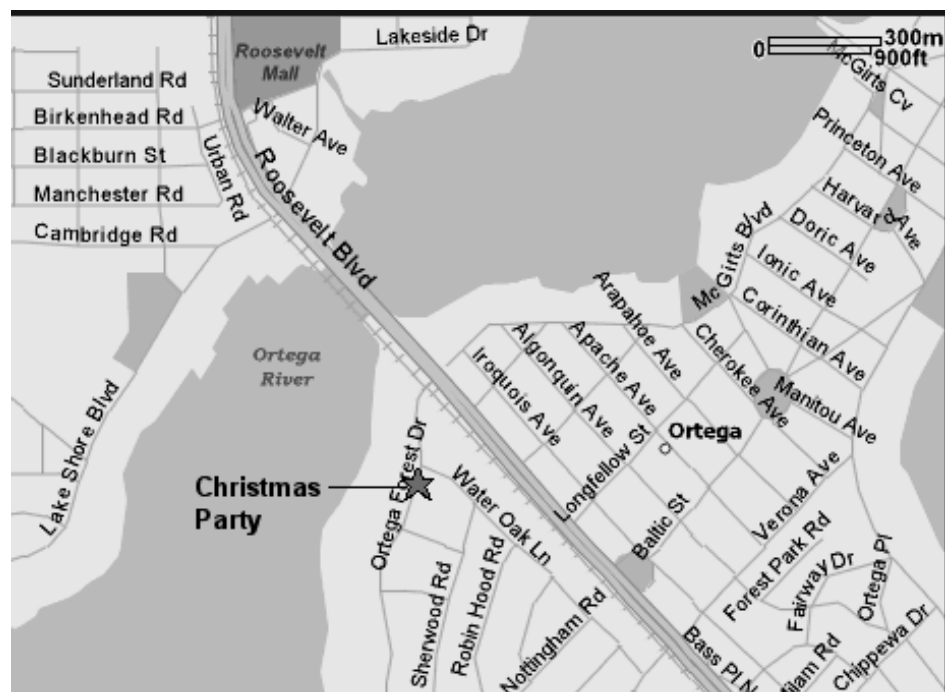 Lakeside Dr
Roosevelt
Mall
0
300m
900ft
McGirts Cv
Sunderland Rd
Birkenhead Rd
Blackburn St
Manchester Rd
Cambridge Rd
Urban Rd
Walter Ave
Roosevelt Blvd
Princeton Ave
Harvard Ave
Doric Ave
Ionic Ave
Corinthian Ave
McGirts Blvd
Arapahoe Ave
Apache Ave
Algonquin Ave
Iroquois Ave
Cherokee Ave
Manitou Ave
Ortega
River
Lake Shore Blvd
Ortega
Longfellow St
Baltic St
Verona Ave
Christmas
Party
Ortega Forest Dr
Water Oak Ln
Sherwood Rd
Robin Hood Rd
Nottingham Rd
Forest Park Rd
Fairway Dr
Ortega Pl
Chippewa Dr
Bass Pl N
Rd